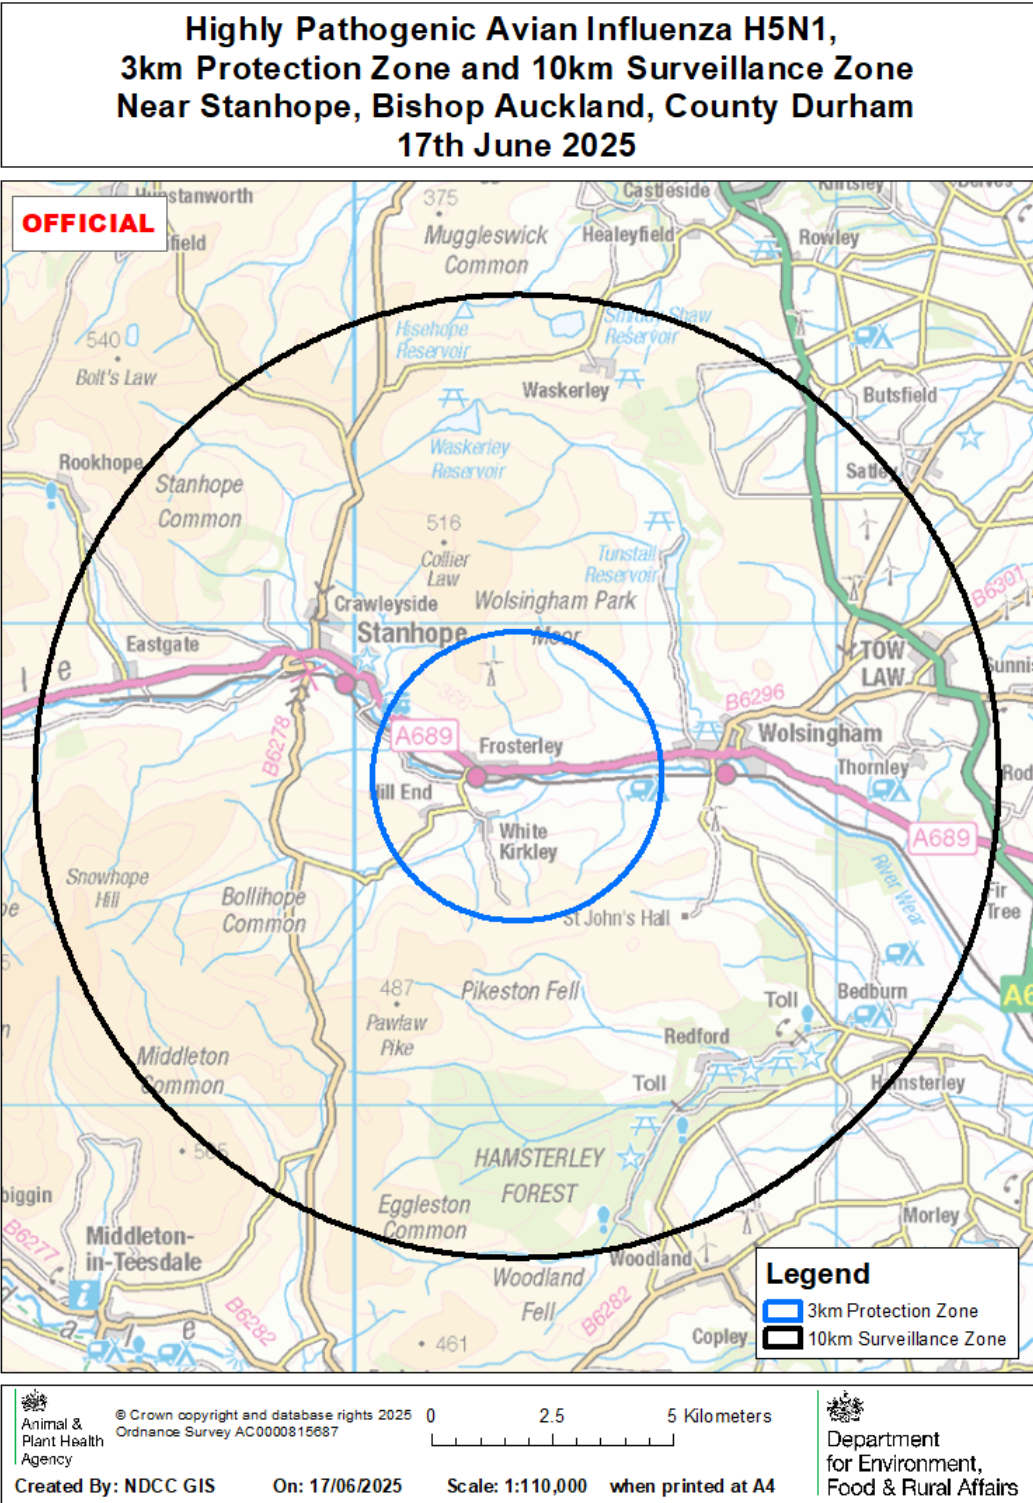 Highly Pathogenic Avian Influenza H5N1,
3km Protection Zone and 10km Surveillance Zone
Near Stanhope, Bishop Auckland, County Durham
17th June 2025
OFFICIAL
Castleside
375
Muggleswick
Common
Healeyfield
Rowley
Hisehope
Reservoir
Smiddy Shaw
Reservoir
540
Bolt's Law
Waskerley
Butsfield
Waskerley
Reservoir
Rookhope
Satley
Stanhope
Common
516
Collier
Law
Tunstall
Reservoir
B6301
Wolsingham Park
Moor
Crawleyside
Stanhope
Eastgate
TOW
LAW
l e
B6296
B6278
A689
Frosterley
Wolsingham
Thornley
Hill End
White
Kirkley
A689
Snowhope
Hill
Bollihope
Common
River Wear
Fir
Tree
St John's Hall
487
Pawlaw
Pike
Pikeston Fell
Toll
Bedburn
Redford
Middleton
Common
Toll
Hamsterley
HAMSTERLEY
FOREST
Eggleston
Common
Morley
B6277
Middleton-
in-Teesdale
Woodland
Woodland
Fell
B6282
B6282
461
Copley
a l e
Legend
3km Protection Zone
10km Surveillance Zone
Animal &
Plant Health
Agency
© Crown copyright and database rights 2025
Ordnance Survey AC0000815687
0 2.5 5 Kilometers
Department
for Environment,
Food & Rural Affairs
Created By: NDCC GIS On: 17/06/2025 Scale: 1:110,000 when printed at A4